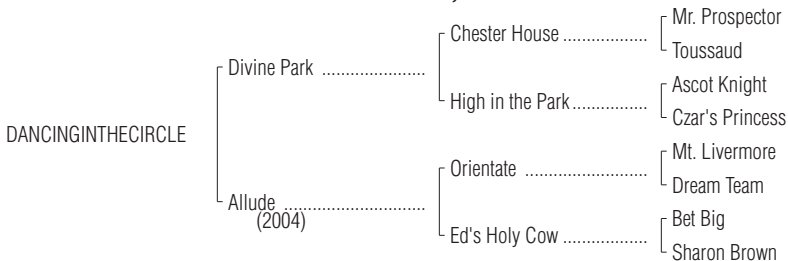 Mr. Prospector
Chester House ..................
Toussaud
Divine Park ......................
Ascot Knight
High in the Park................
Czar's Princess
DANCINGINTHECIRCLE
Mt. Livermore
Orientate ..........................
Dream Team
Allude ..............................
(2004)
Bet Big
Ed's Holy Cow ..................
Sharon Brown